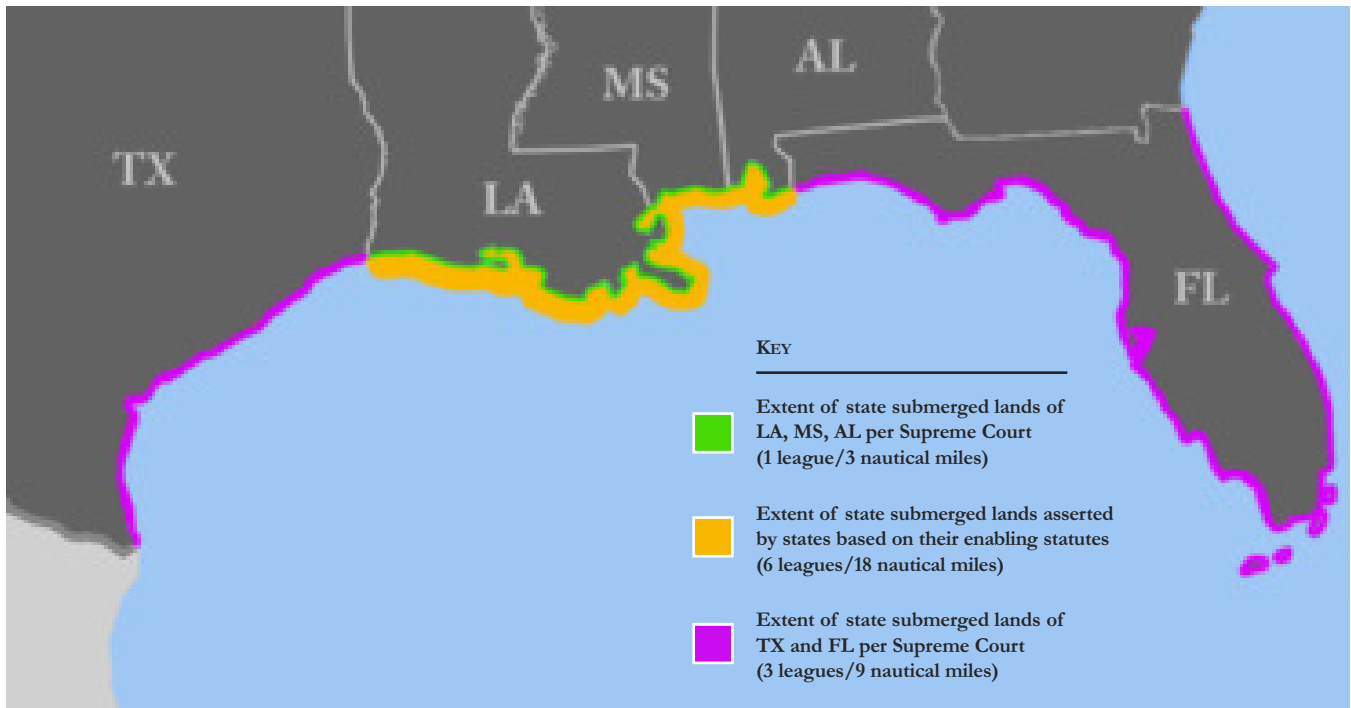 MS
AL
TX
LA
FL
KEY
Extent of state submerged lands of
LA, MS, AL per Supreme Court
(1 league/3 nautical miles)
Extent of state submerged lands asserted
by states based on their enabling statutes
(6 leagues/18 nautical miles)
Extent of state submerged lands of
TX and FL per Supreme Court
(3 leagues/9 nautical miles)